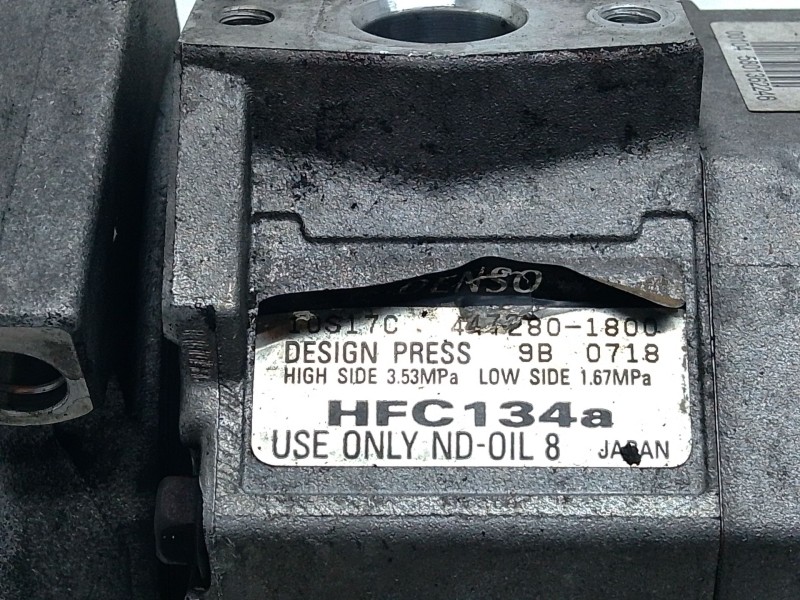 DENSO
10S17C 447280-1800
DESIGN PRESS 9B 0718
HIGH SIDE 3.53MPa LOW SIDE 1.67MPa
HFC134a
USE ONLY ND-OIL 8 JAPAN